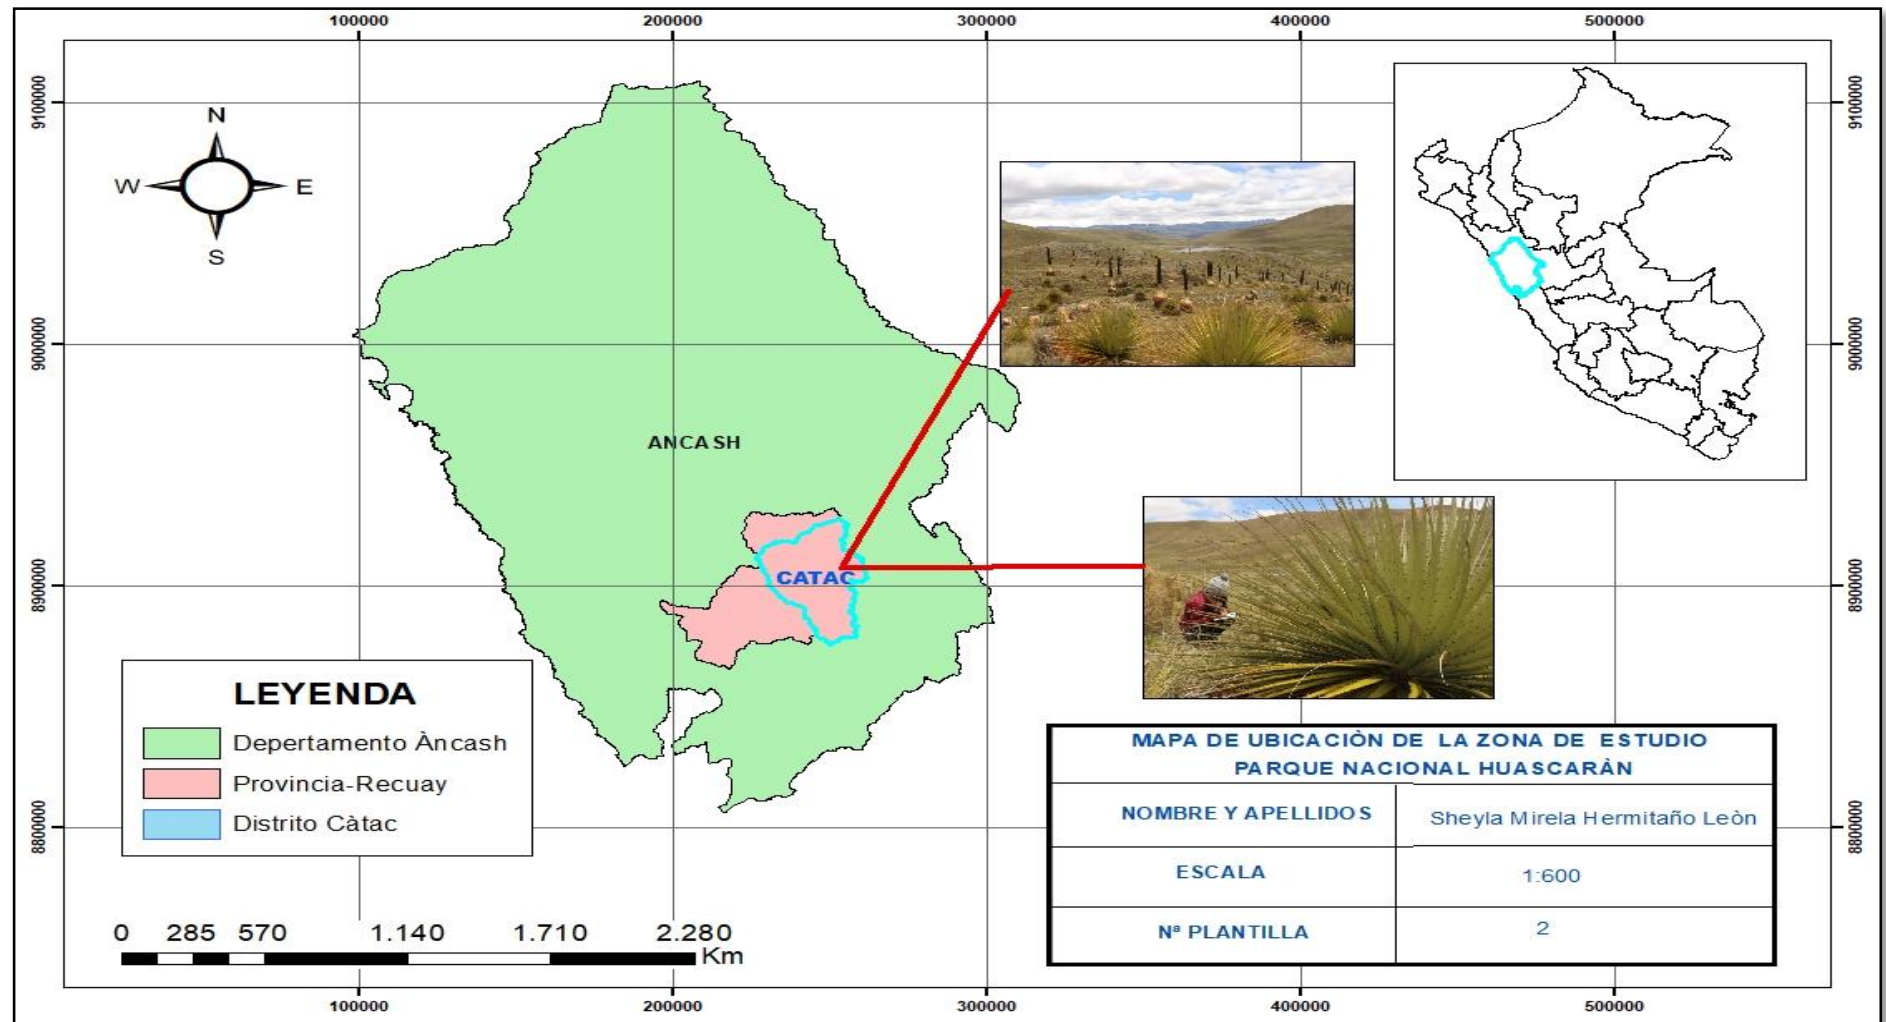 100000 200000 300000 400000 500000
9100000 9100000
N
W E
S
9000000 9000000
ANCASH
8900000 8900000
CATAC
LEYENDA
Depertamento Àncash
Provincia-Recuay
Distrito Càtac
MAPA DE UBICACIÒN DE LA ZONA DE ESTUDIO
PARQUE NACIONAL HUASCARÀN
NOMBRE Y APELLIDOS Sheyla Mirela Hermitaño Leòn
8800000 8800000
ESCALA 1:600
Nª PLANTILLA 2
0 285 570 1.140 1.710 2.280
Km
100000 200000 300000 400000 500000